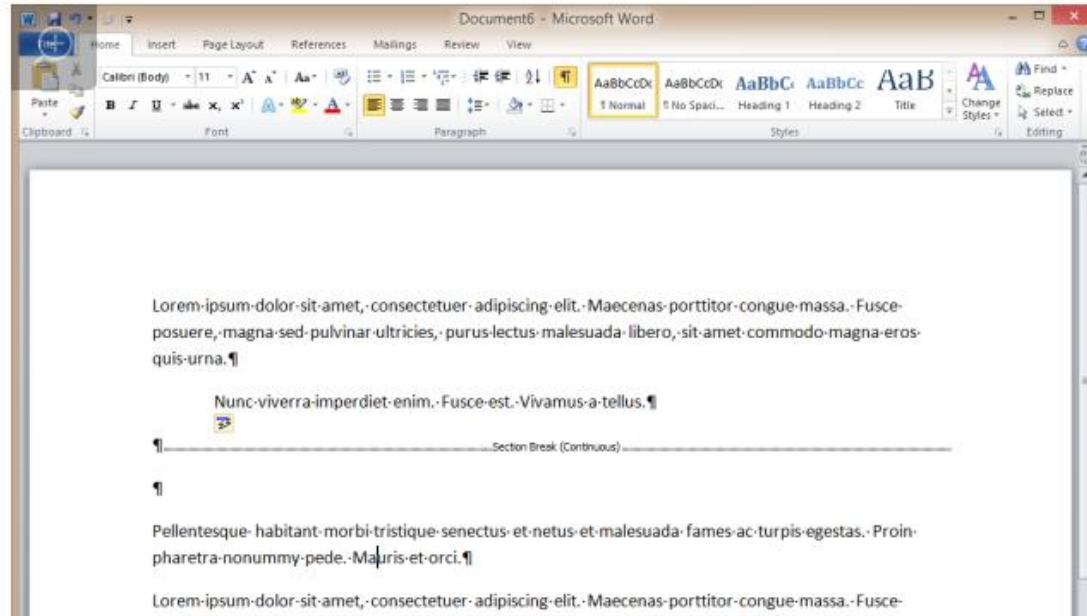 Document6 - Microsoft Word
File Home Insert Page Layout References Mailings Review View
Calibri (Body) 11 Aa Find
Paste B I U abc AaBbCcDc AaBbCcDc AaBbCc AaBbCc AaB Change Styles Replace
¶ Normal ¶ No Spaci... Heading 1 Heading 2 Title Select
Clipboard Font Paragraph Styles Editing
Lorem·ipsum·dolor·sit·amet,·consectetuer·adipiscing·elit.·Maecenas·porttitor·congue·massa.·Fusce·
posuere,·magna·sed·pulvinar·ultricies,·purus·lectus·malesuada·libero,·sit·amet·commodo·magna·eros·
quis·urna.¶
Nunc·viverra·imperdiet·enim.·Fusce·est.·Vivamus·a·tellus.¶
¶ Section Break (Continuous)
¶
Pellentesque·habitant·morbi·tristique·senectus·et·netus·et·malesuada·fames·ac·turpis·egestas.·Proin·
pharetra·nonummy·pede.·Mauris·et·orci.¶
Lorem·ipsum·dolor·sit·amet,·consectetuer·adipiscing·elit.·Maecenas·porttitor·congue·massa.·Fusce·